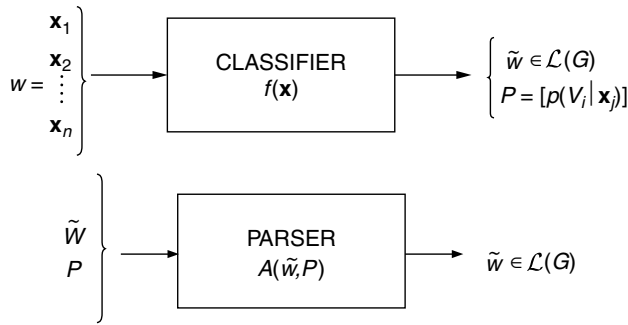 w = { x₁ x₂ ⋮ xₙ }
CLASSIFIER
f(x)
w̃ ∈ ℒ(G)
P = [p(Vᵢ | xⱼ)]
W̃
P
PARSER
A(w̃,P)
w̃ ∈ ℒ(G)